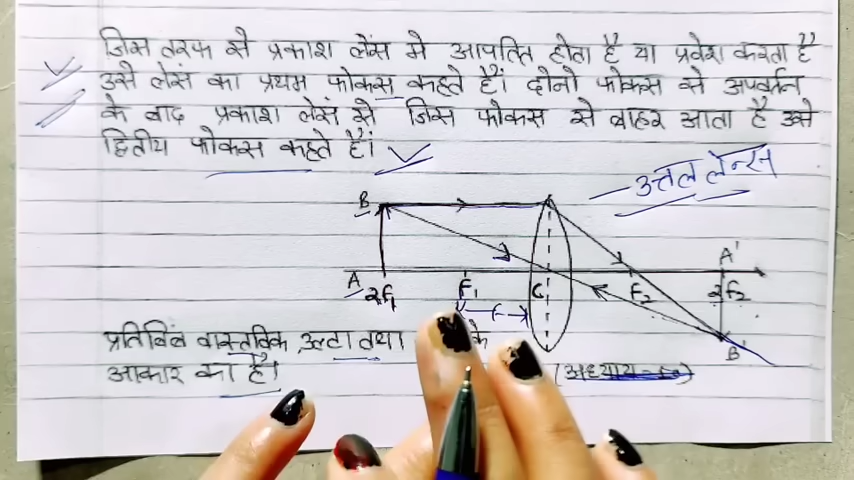 जिस तरफ से प्रकाश लेंस मे आपतित होता है या प्रवेश करता है
उसे लेसं का प्रथम फोकस कहते हैं। दोनो फोकस से अपवर्तन
के बाद प्रकाश लेसं से जिस फोकस से बाहर आता है उसे
द्वितीय फोकस कहते हैं।
उत्तल लेन्स
B
A'
A
2F₁ F₁ C F₂ 2F₂
F
B'
प्रतिविंब वास्तविक, उल्टा तथा के
आकार का है।